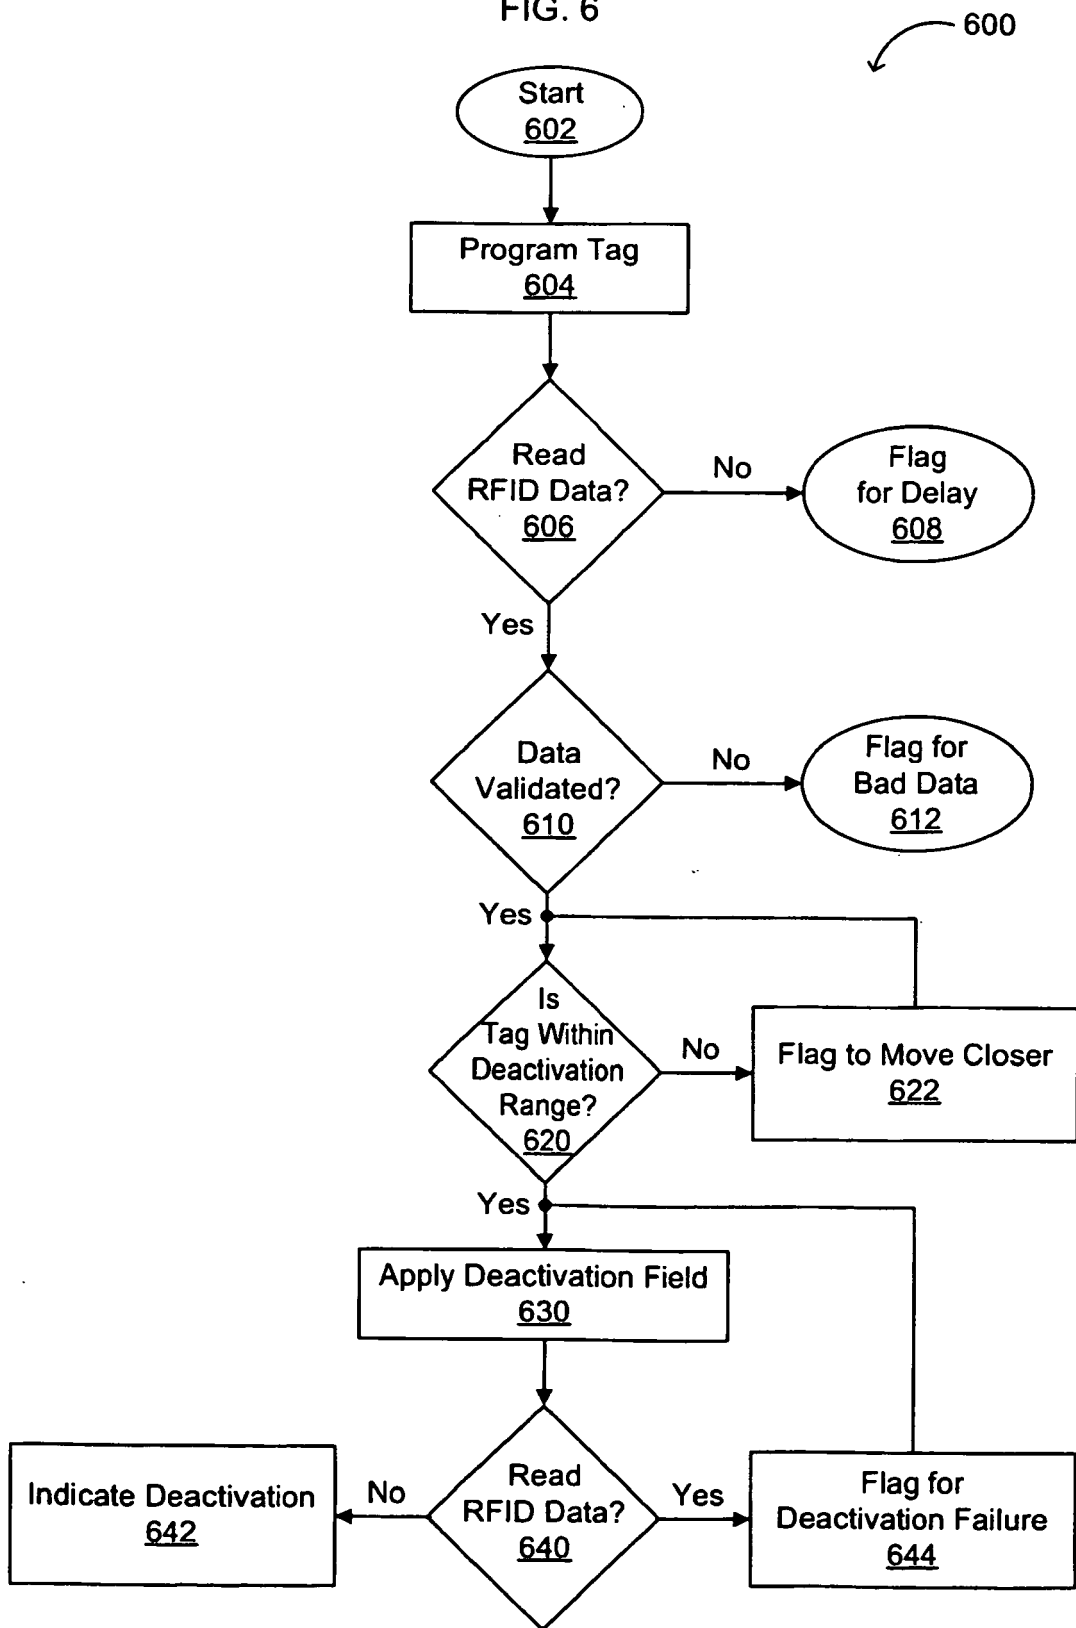 FIG. 6
600
Start
602
Program Tag
604
Read
RFID Data?
606
No
Flag
for Delay
608
Yes
Data
Validated?
610
No
Flag for
Bad Data
612
Yes
Is
Tag Within
Deactivation
Range?
620
No
Flag to Move Closer
622
Yes
Apply Deactivation Field
630
Indicate Deactivation
642
No
Read
RFID Data?
640
Yes
Flag for
Deactivation Failure
644